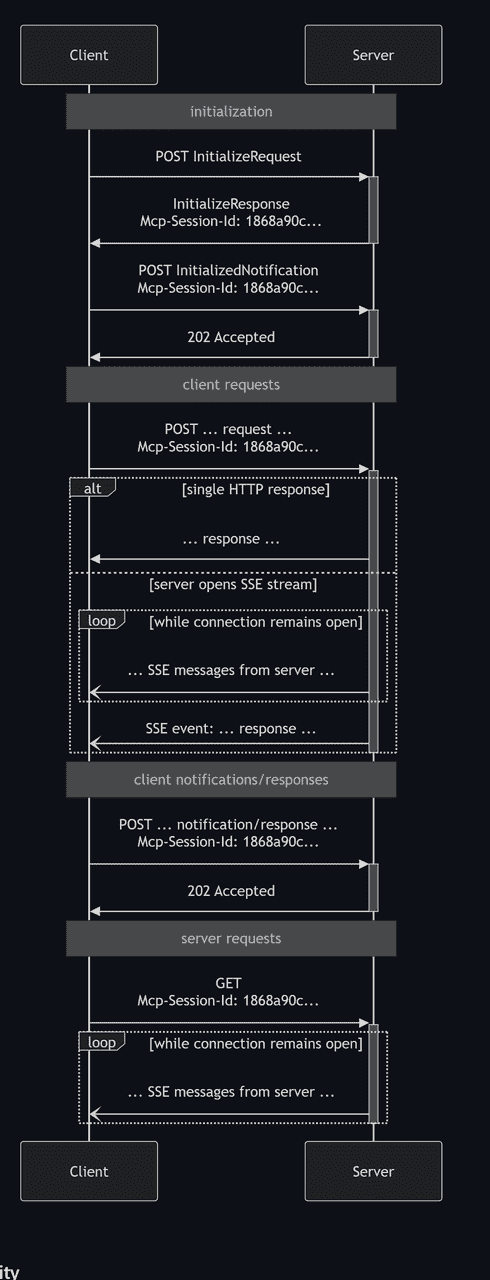 Client Server
initialization
POST InitializeRequest
InitializeResponse
Mcp-Session-Id: 1868a90c...
POST InitializedNotification
Mcp-Session-Id: 1868a90c...
202 Accepted
client requests
POST ... request ...
Mcp-Session-Id: 1868a90c...
alt [single HTTP response]
... response ...
[server opens SSE stream]
loop [while connection remains open]
... SSE messages from server ...
SSE event: ... response ...
client notifications/responses
POST ... notification/response ...
Mcp-Session-Id: 1868a90c...
202 Accepted
server requests
GET
Mcp-Session-Id: 1868a90c...
loop [while connection remains open]
... SSE messages from server ...
Client Server
ity